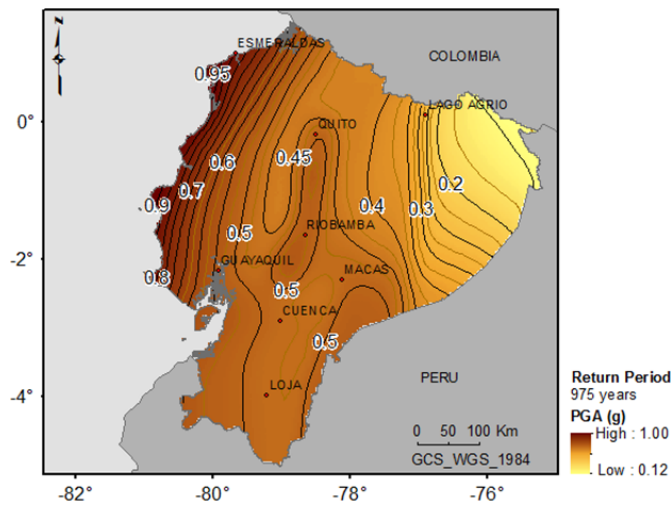 N
ESMERALDAS
COLOMBIA
0.95
LAGO AGRIO
0°
QUITO
0.6
0.45
0.2
0.7
0.9
0.4
0.3
RIOBAMBA
0.5
-2°
GUAYAQUIL
MACAS
0.8
0.5
CUENCA
0.5
PERU
Return Period
975 years
-4°
LOJA
PGA (g)
0 50 100 Km
High : 1.00
GCS_WGS_1984
Low : 0.12
-82 -80 -78 -76